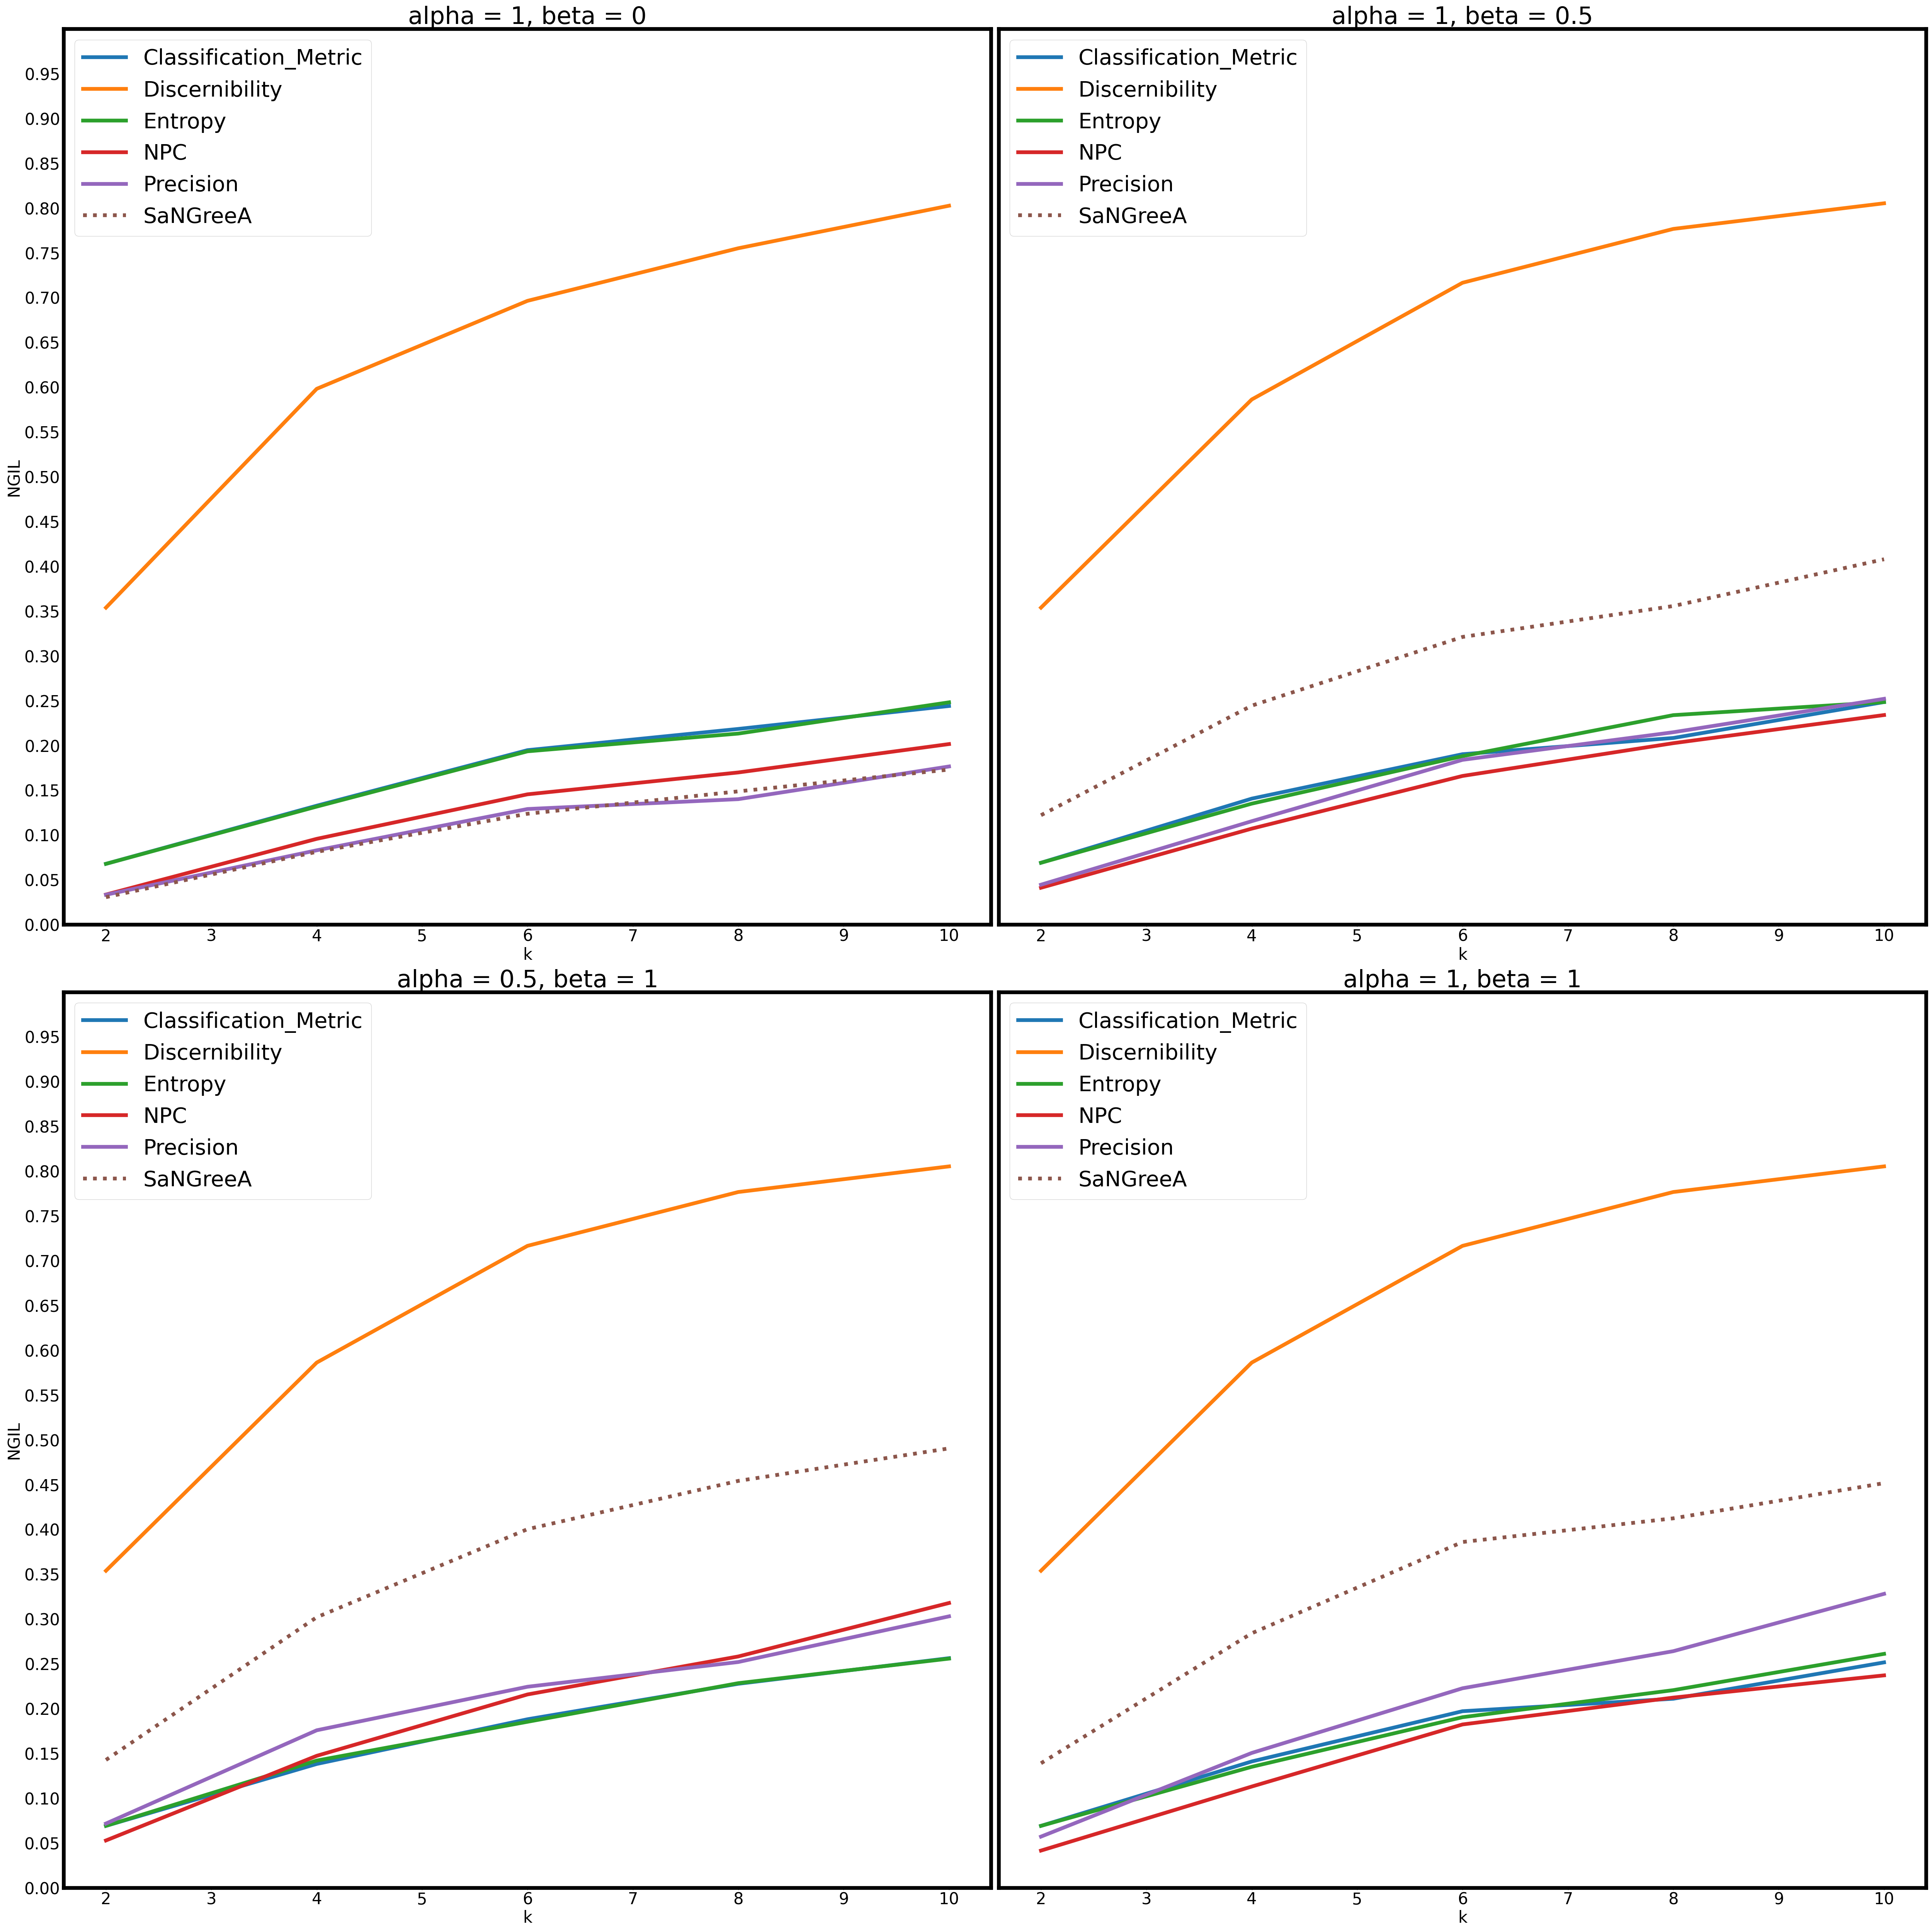 alpha = 1, beta = 0
Classification_Metric
Discernibility
Entropy
NPC
Precision
SaNGreeA
0.95
0.90
0.85
0.80
0.75
0.70
0.65
0.60
0.55
0.50
0.45
0.40
0.35
0.30
0.25
0.20
0.15
0.10
0.05
0.00
NGIL
2 3 4 5 6 7 8 9 10
k
alpha = 1, beta = 0.5
Classification_Metric
Discernibility
Entropy
NPC
Precision
SaNGreeA
2 3 4 5 6 7 8 9 10
k
alpha = 0.5, beta = 1
Classification_Metric
Discernibility
Entropy
NPC
Precision
SaNGreeA
0.95
0.90
0.85
0.80
0.75
0.70
0.65
0.60
0.55
0.50
0.45
0.40
0.35
0.30
0.25
0.20
0.15
0.10
0.05
0.00
NGIL
2 3 4 5 6 7 8 9 10
k
alpha = 1, beta = 1
Classification_Metric
Discernibility
Entropy
NPC
Precision
SaNGreeA
2 3 4 5 6 7 8 9 10
k